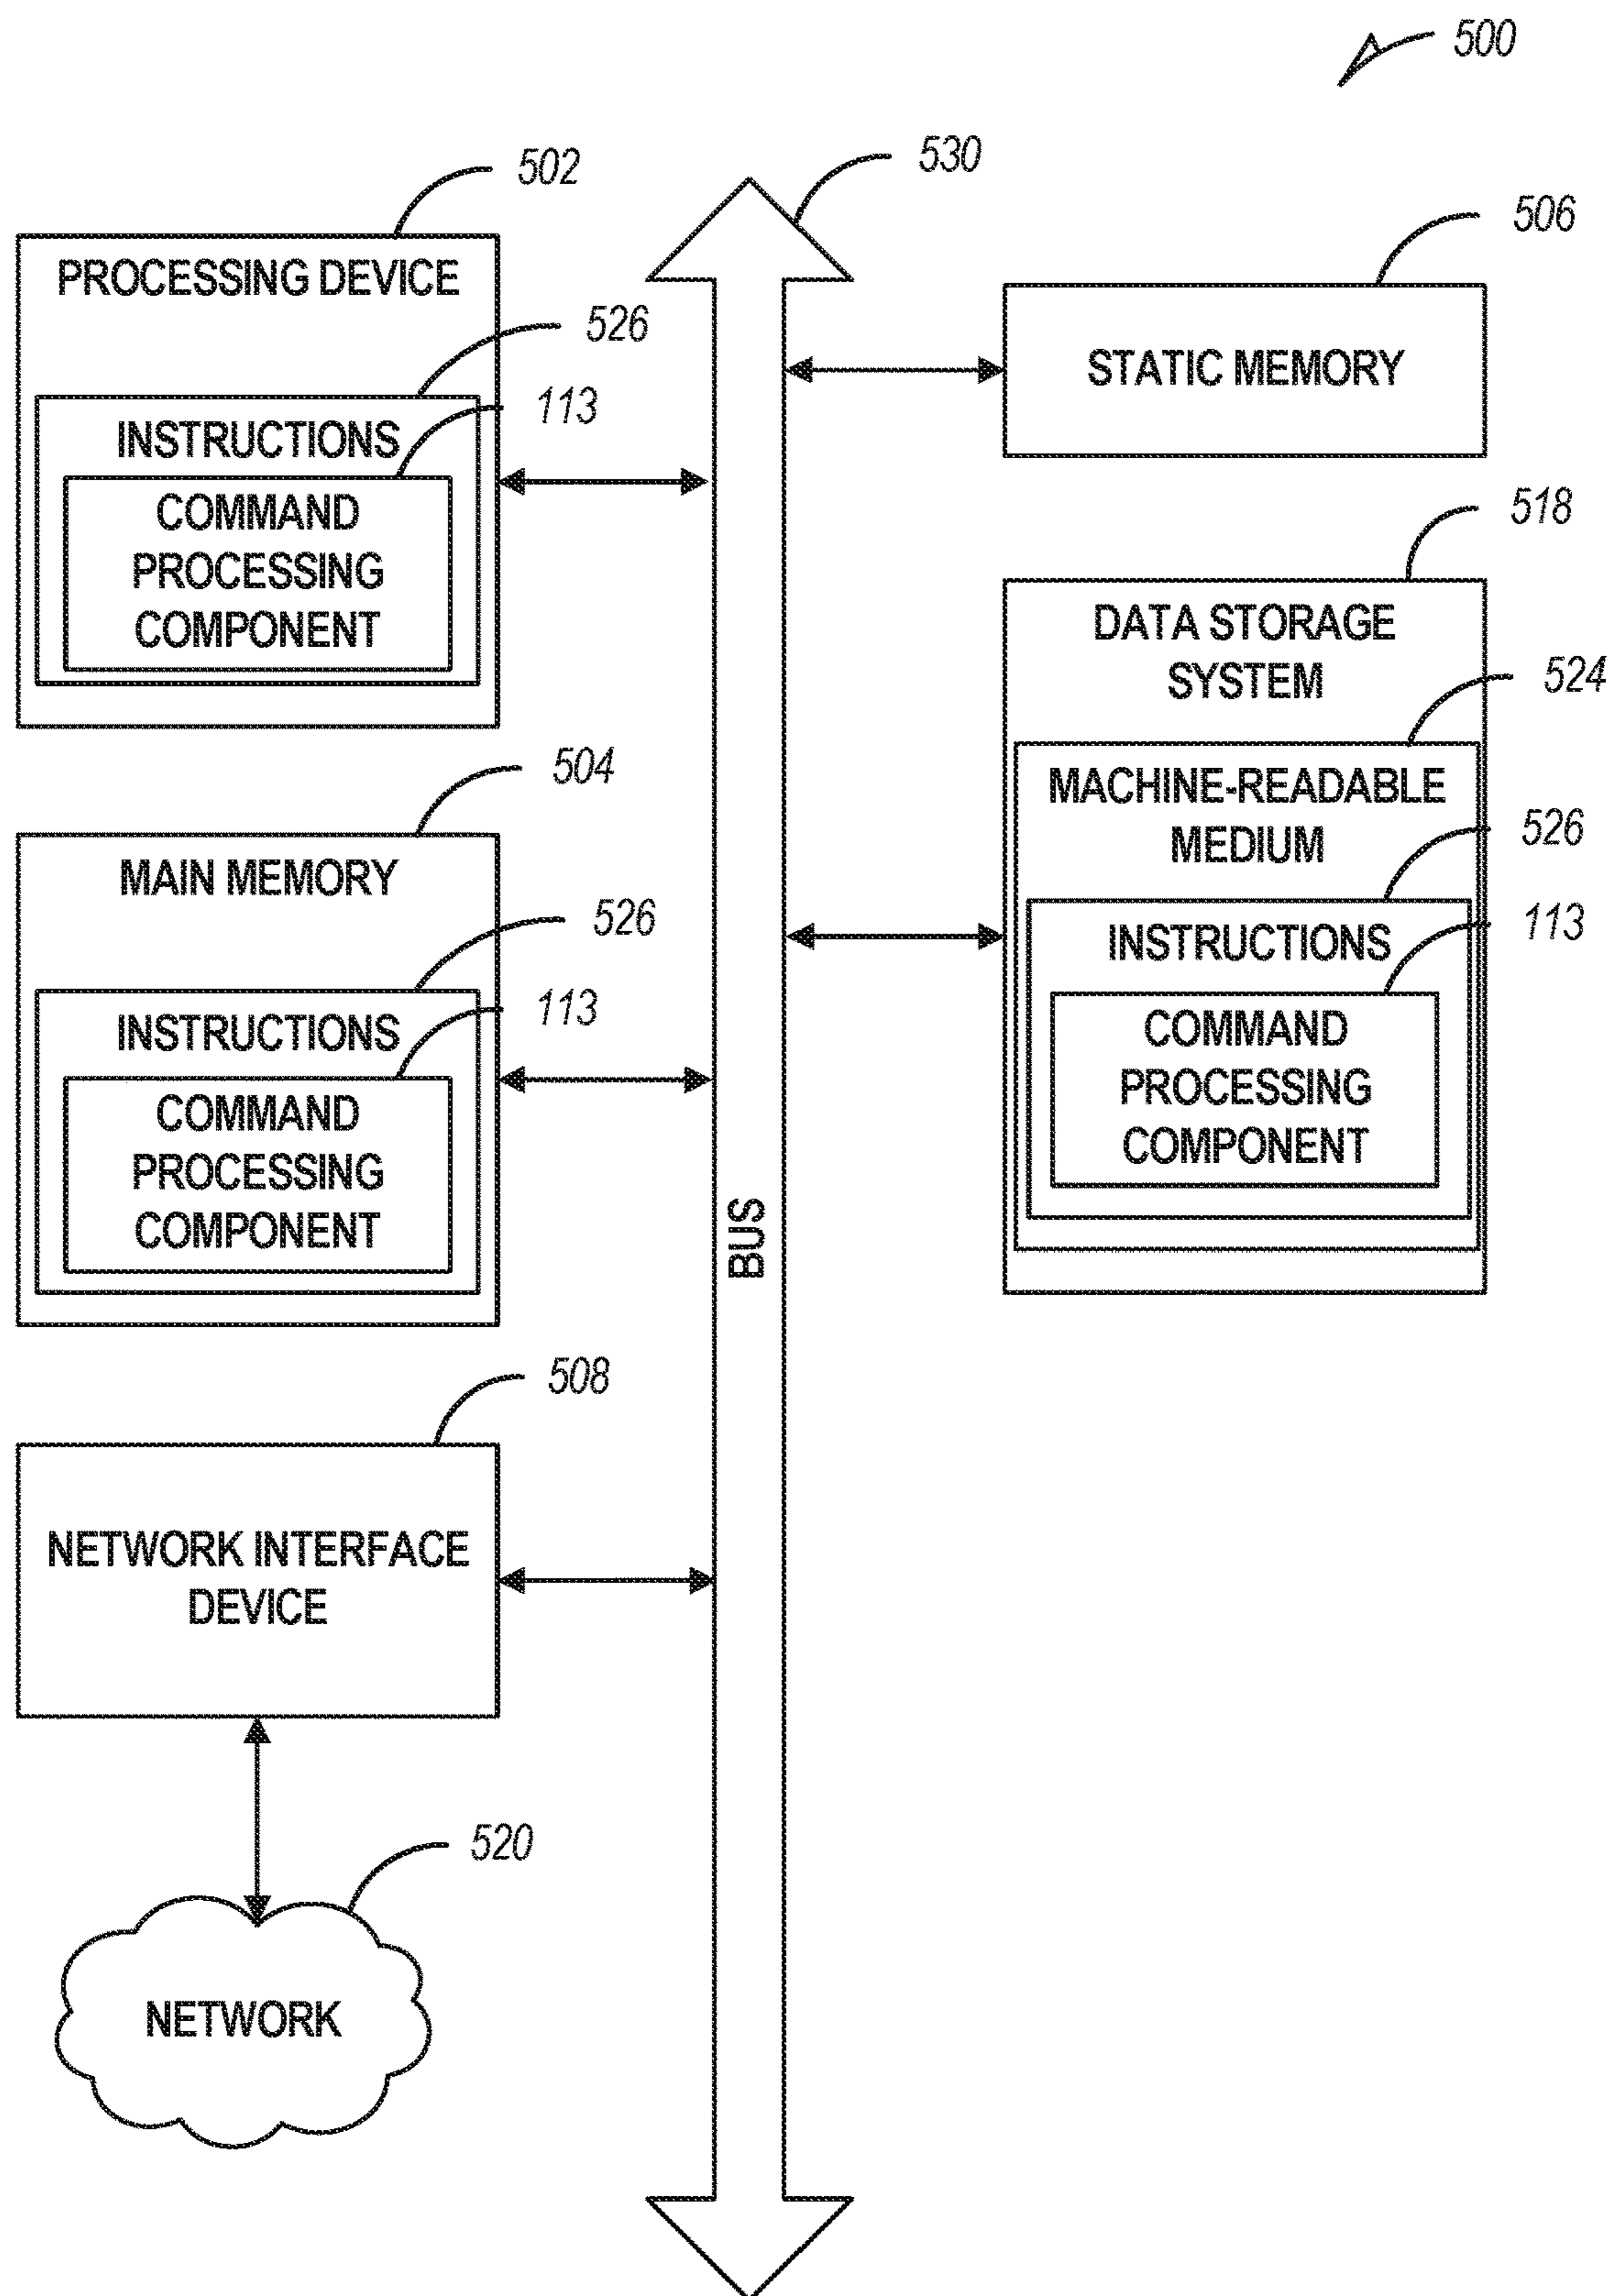 500
530
502
PROCESSING DEVICE
526
INSTRUCTIONS
113
COMMAND
PROCESSING
COMPONENT
504
MAIN MEMORY
526
INSTRUCTIONS
113
COMMAND
PROCESSING
COMPONENT
508
NETWORK INTERFACE
DEVICE
520
NETWORK
BUS
506
STATIC MEMORY
518
DATA STORAGE
SYSTEM
524
MACHINE-READABLE
MEDIUM
526
INSTRUCTIONS
113
COMMAND
PROCESSING
COMPONENT